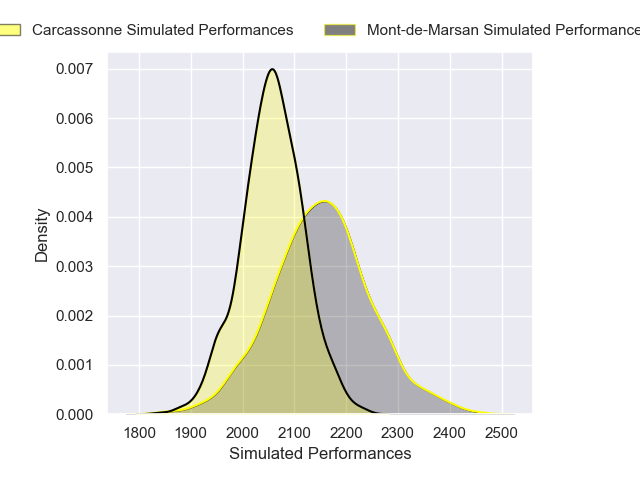 Carcassonne Simulated Performances Mont-de-Marsan Simulated Performance
0.007
0.006
0.005
0.004
0.003
0.002
0.001
0.000
Density
1800 1900 2000 2100 2200 2300 2400 2500
Simulated Performances